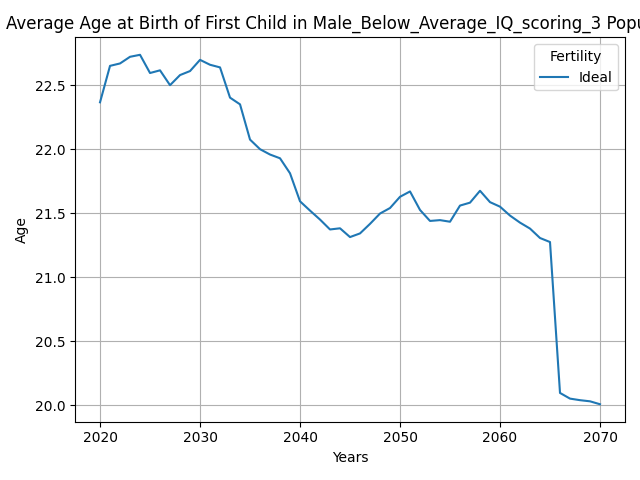 Average Age at Birth of First Child in Male_Below_Average_IQ_scoring_3
Fertility
Ideal
Age
22.5
22.0
21.5
21.0
20.5
20.0
2020 2030 2040 2050 2060 2070
Years